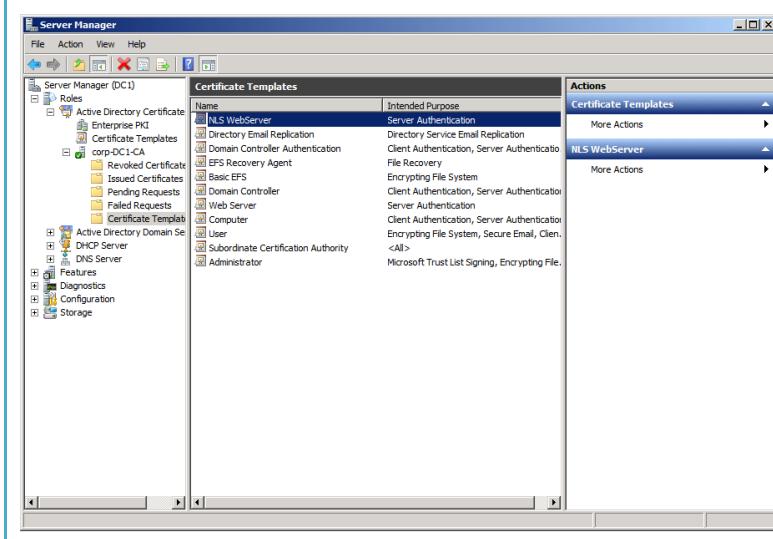 Server Manager
File Action View Help
Server Manager (DC1)
Roles
Active Directory Certificate
Enterprise PKI
Certificate Templates
corp-DC1-CA
Revoked Certificate
Issued Certificates
Pending Requests
Failed Requests
Certificate Templat
Active Directory Domain Se
DHCP Server
DNS Server
Features
Diagnostics
Configuration
Storage
Certificate Templates
Name Intended Purpose
NLS WebServer Server Authentication
Directory Email Replication Directory Service Email Replication
Domain Controller Authentication Client Authentication, Server Authenticatio
EFS Recovery Agent File Recovery
Basic EFS Encrypting File System
Domain Controller Client Authentication, Server Authentication
Web Server Server Authentication
Computer Client Authentication, Server Authentication
User Encrypting File System, Secure Email, Clien.
Subordinate Certification Authority <All>
Administrator Microsoft Trust List Signing, Encrypting File.
Actions
Certificate Templates
More Actions
NLS WebServer
More Actions